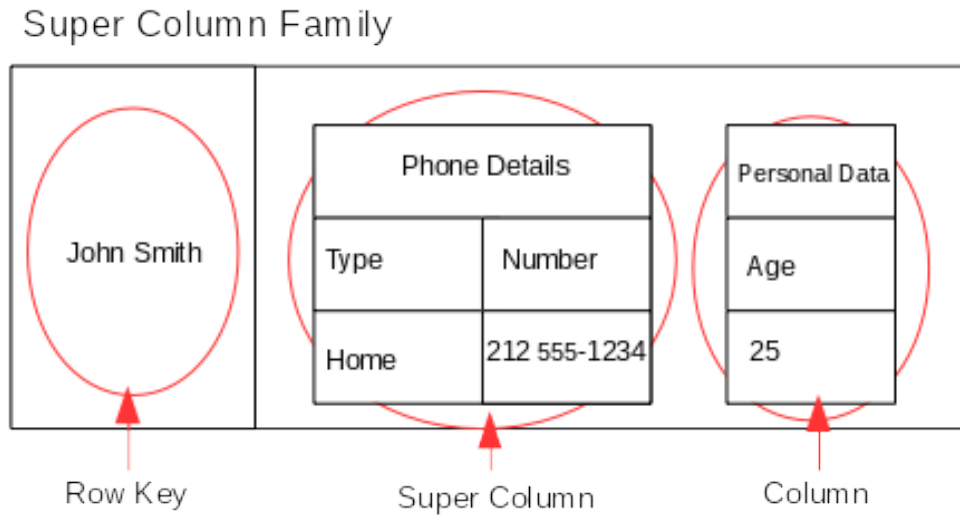 Super Column Family
Phone Details
Personal Data
John Smith
Type
Number
Age
Home
212 555-1234
25
Row Key
Super Column
Column